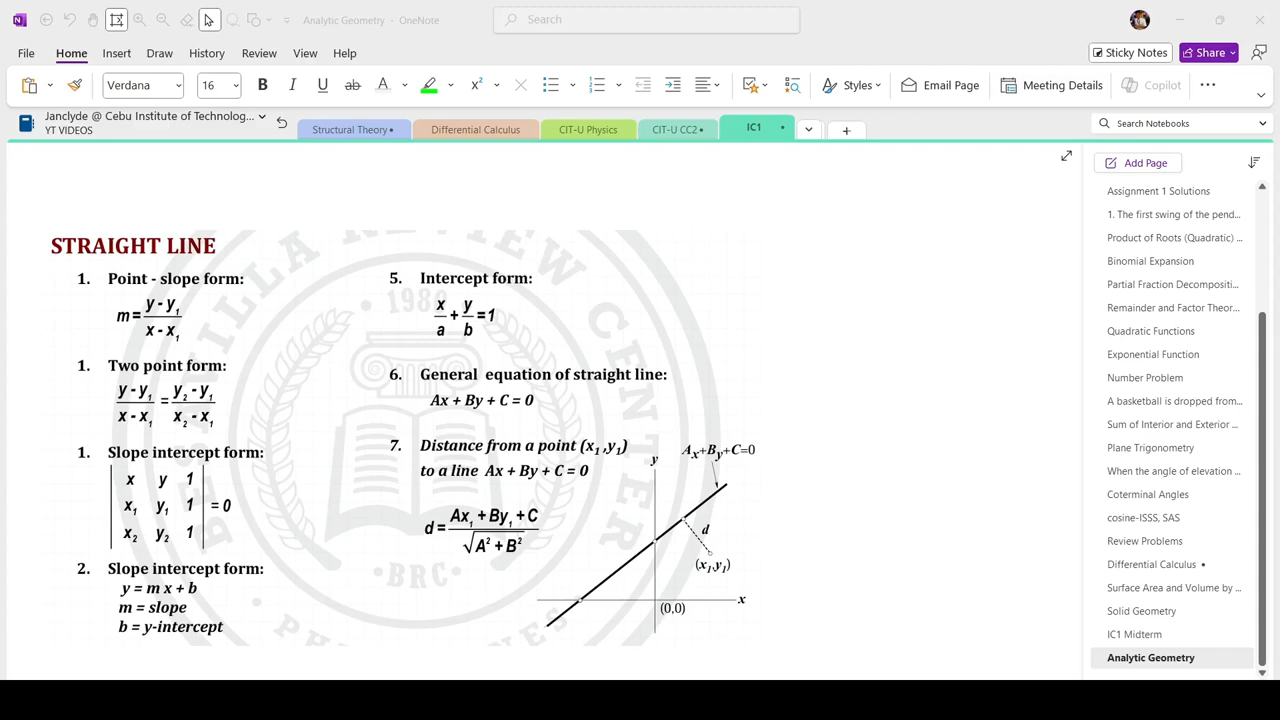 Analytic Geometry - OneNote
Search
File Home Insert Draw History Review View Help
Sticky Notes
Share
Verdana
16
B I U ab A x²
Styles
Email Page
Meeting Details
Copilot
Janclyde @ Cebu Institute of Technolog...
YT VIDEOS
Structural Theory
Differential Calculus
CIT-U Physics
CIT-U CC2
IC1
Search Notebooks
Add Page
Assignment 1 Solutions
1. The first swing of the pend...
Product of Roots (Quadratic) ...
Binomial Expansion
Partial Fraction Decompositi...
Remainder and Factor Theor...
Quadratic Functions
Exponential Function
Number Problem
A basketball is dropped from...
Sum of Interior and Exterior ...
Plane Trigonometry
When the angle of elevation ...
Coterminal Angles
cosine-ISSS, SAS
Review Problems
Differential Calculus
Surface Area and Volume by ...
Solid Geometry
IC1 Midterm
Analytic Geometry
STRAIGHT LINE
1. Point - slope form:
m = (y - y₁) / (x - x₁)
1. Two point form:
(y - y₁) / (x - x₁) = (y₂ - y₁) / (x₂ - x₁)
1. Slope intercept form:
x y 1
x₁ y₁ 1 = 0
x₂ y₂ 1
2. Slope intercept form:
y = m x + b
m = slope
b = y-intercept
5. Intercept form:
x/a + y/b = 1
6. General equation of straight line:
Ax + By + C = 0
7. Distance from a point (x₁ ,y₁)
to a line Ax + By + C = 0
d = (Ax₁ + By₁ + C) / √(A² + B²)
y
Ax+By+C=0
d
(x₁,y₁)
x
(0,0)
1980
REVIEW CENTER
BRC